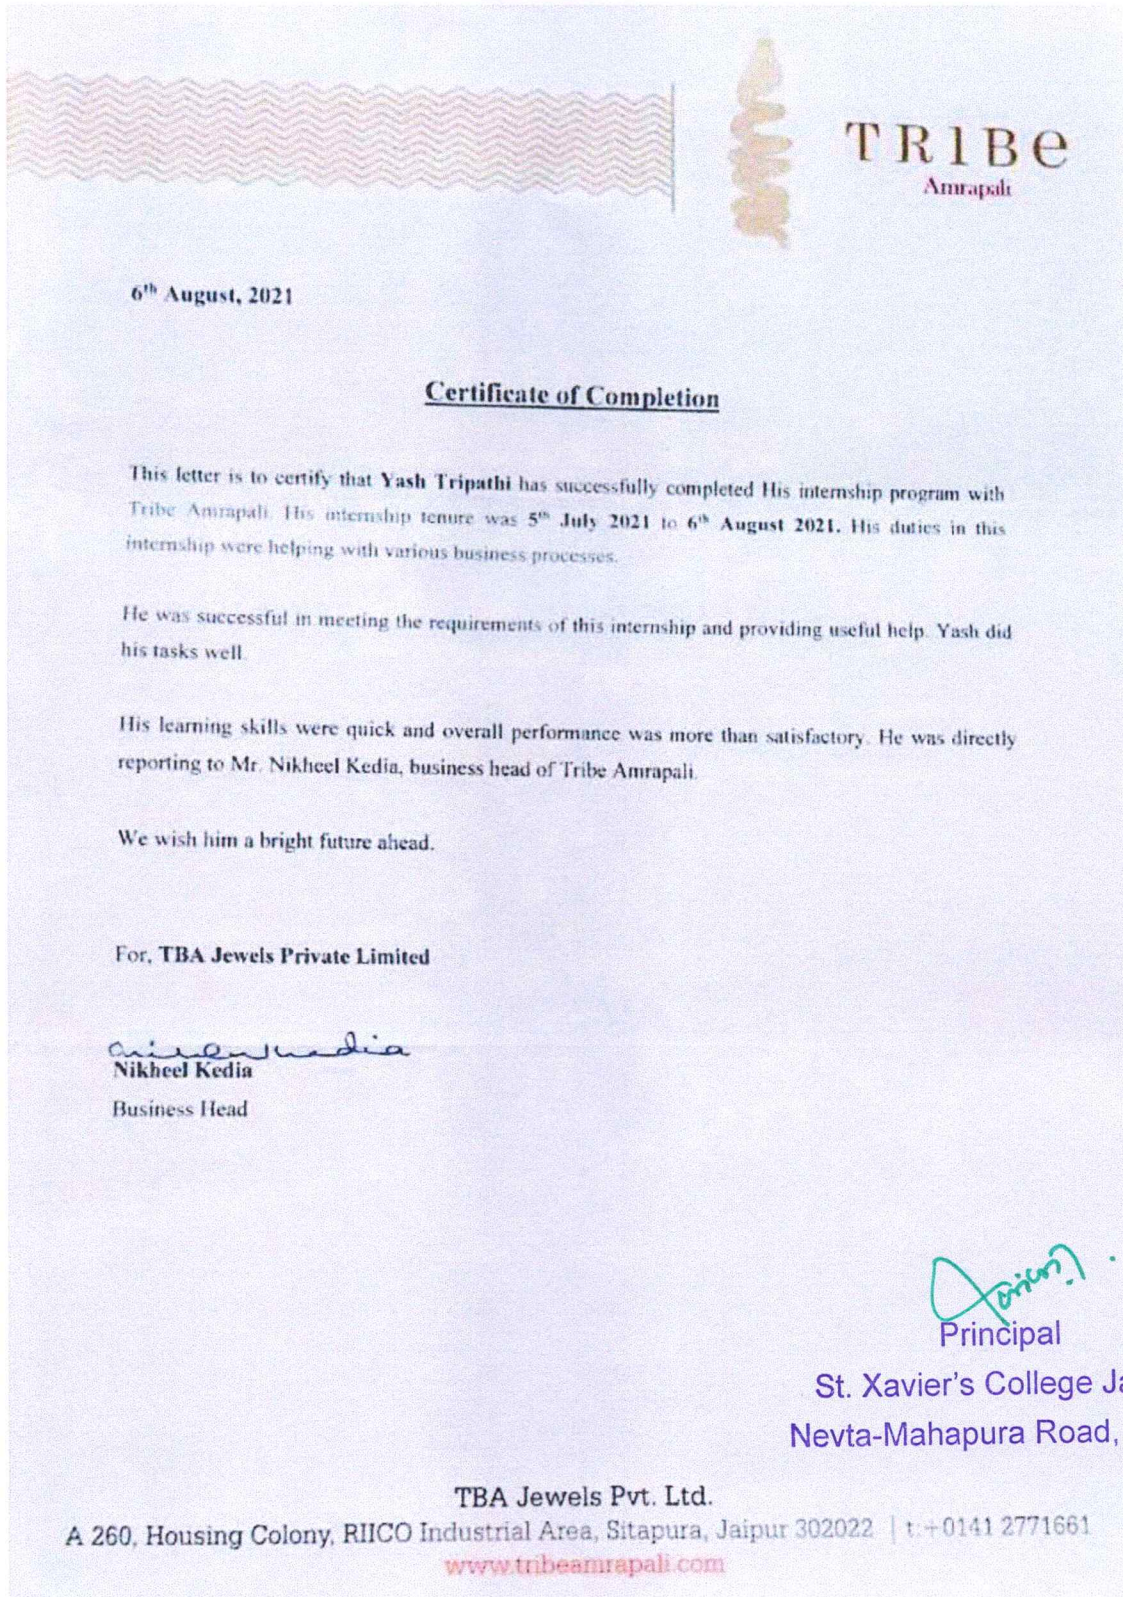 TRIBe
Amrapali
6th August, 2021
Certificate of Completion
This letter is to certify that Yash Tripathi has successfully completed His internship program with
Tribe Amrapali. His internship tenure was 5th July 2021 to 6th August 2021. His duties in this
internship were helping with various business processes.
He was successful in meeting the requirements of this internship and providing useful help. Yash did
his tasks well.
His learning skills were quick and overall performance was more than satisfactory. He was directly
reporting to Mr. Nikheel Kedia, business head of Tribe Amrapali.
We wish him a bright future ahead.
For, TBA Jewels Private Limited
Nikheel Kedia
Business Head
Principal
St. Xavier's College Ja
Nevta-Mahapura Road,
TBA Jewels Pvt. Ltd.
A 260, Housing Colony, RIICO Industrial Area, Sitapura, Jaipur 302022 | t:+0141 2771661
www.tribeamrapali.com